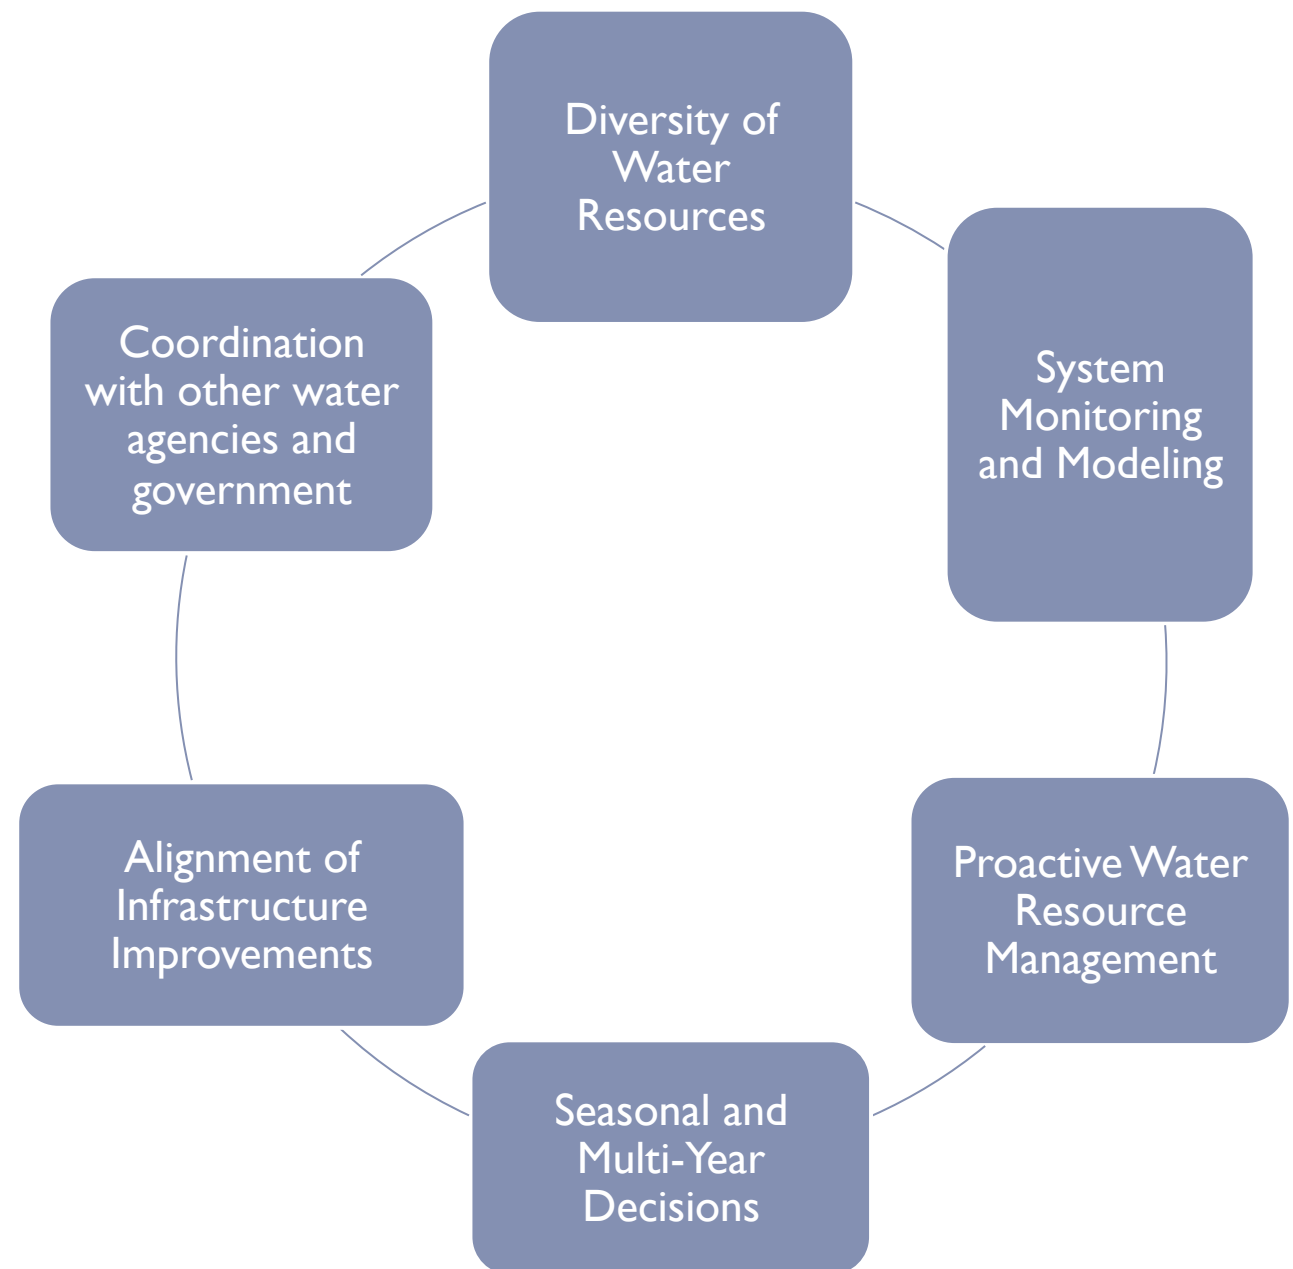 Diversity of
Water
Resources
System
Monitoring
and Modeling
Proactive Water
Resource
Management
Seasonal and
Multi-Year
Decisions
Alignment of
Infrastructure
Improvements
Coordination
with other water
agencies and
government